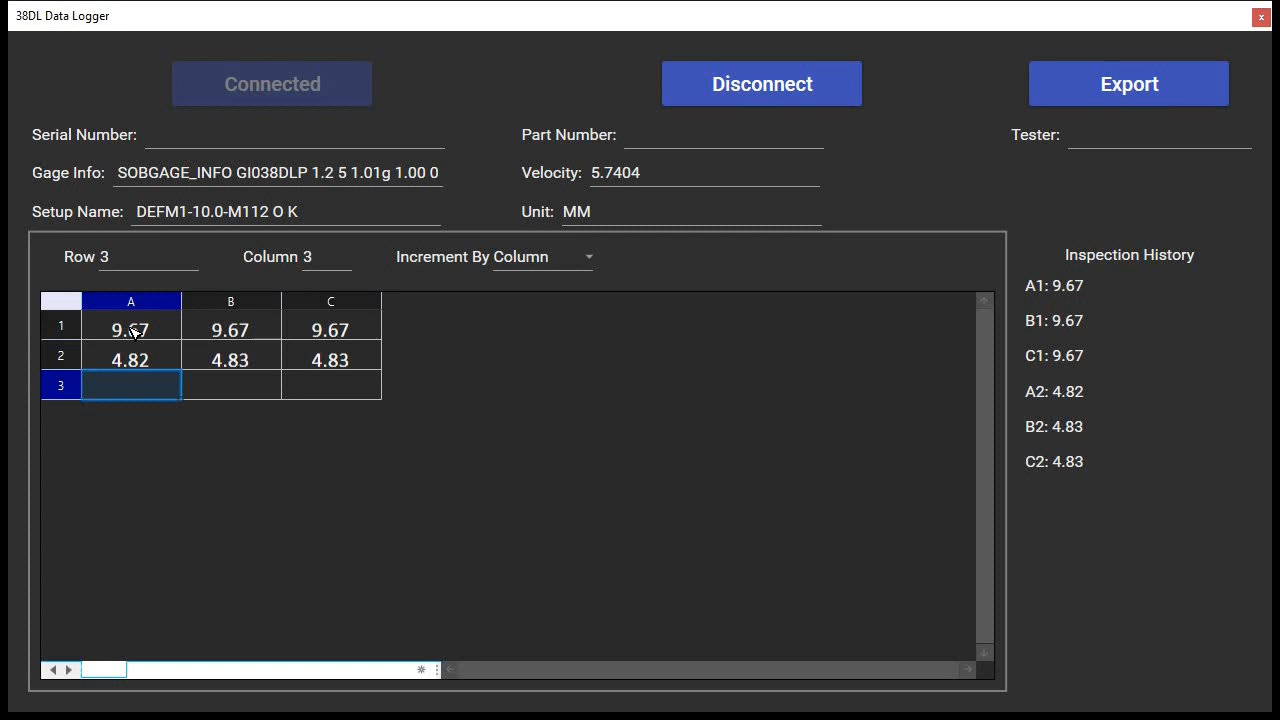 38DL Data Logger
x
Connected Disconnect Export
Serial Number: Part Number: Tester:
Gage Info: SOBGAGE_INFO GI038DLP 1.2 5 1.01g 1.00 0 Velocity: 5.7404
Setup Name: DEFM1-10.0-M112 O K Unit: MM
Row 3 Column 3 Increment By Column
A B C
1 9.67 9.67 9.67
2 4.82 4.83 4.83
3
Inspection History
A1: 9.67
B1: 9.67
C1: 9.67
A2: 4.82
B2: 4.83
C2: 4.83